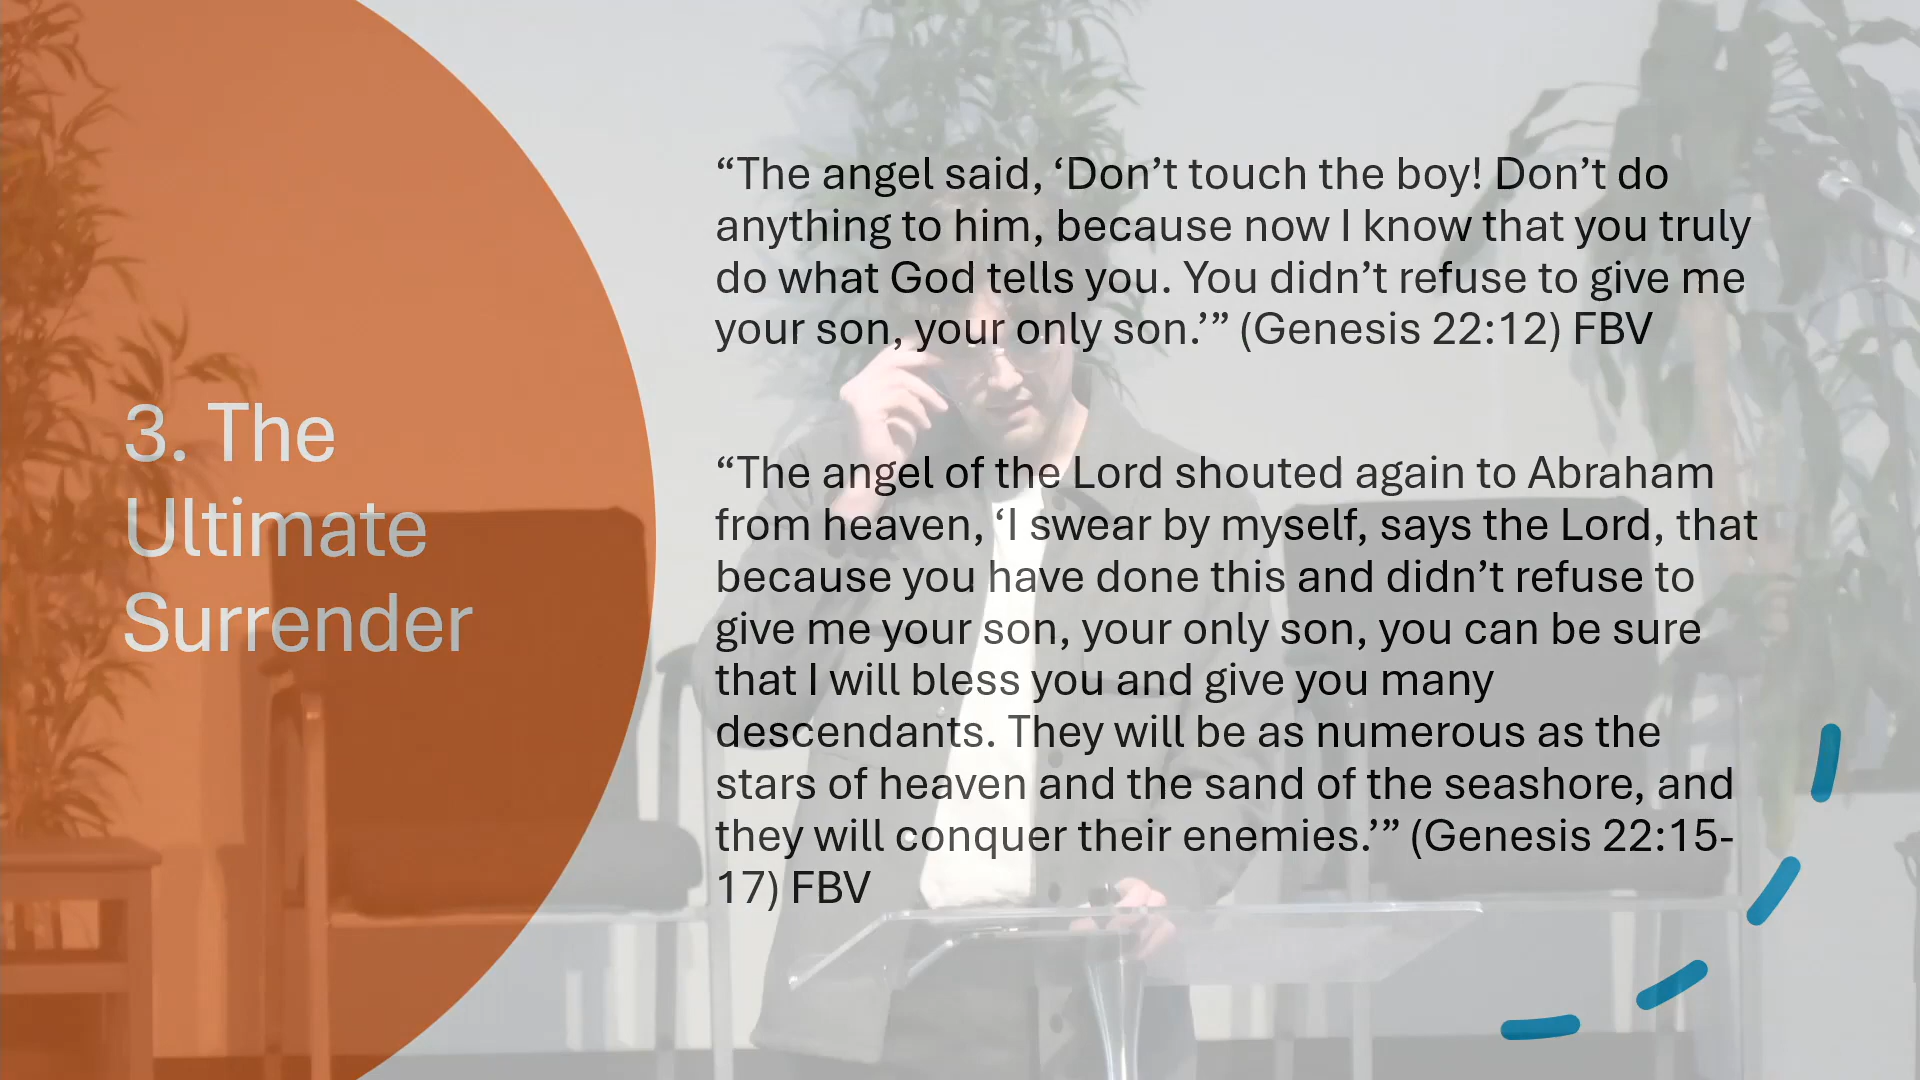 3. The
Ultimate
Surrender
“The angel said, ‘Don’t touch the boy! Don’t do
anything to him, because now I know that you truly
do what God tells you. You didn’t refuse to give me
your son, your only son.’” (Genesis 22:12) FBV
“The angel of the Lord shouted again to Abraham
from heaven, ‘I swear by myself, says the Lord, that
because you have done this and didn’t refuse to
give me your son, your only son, you can be sure
that I will bless you and give you many
descendants. They will be as numerous as the
stars of heaven and the sand of the seashore, and
they will conquer their enemies.’” (Genesis 22:15-
17) FBV